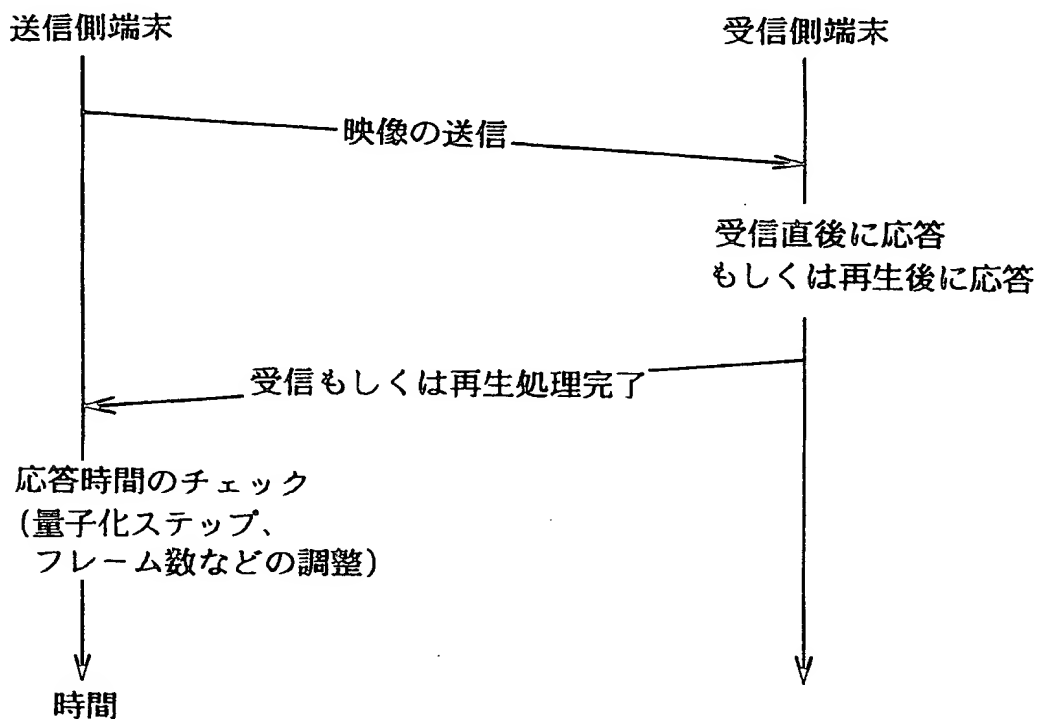 送信側端末
受信側端末
映像の送信
受信直後に応答
もしくは再生後に応答
受信もしくは再生処理完了
応答時間のチェック
(量子化ステップ、
フレーム数などの調整)
時間